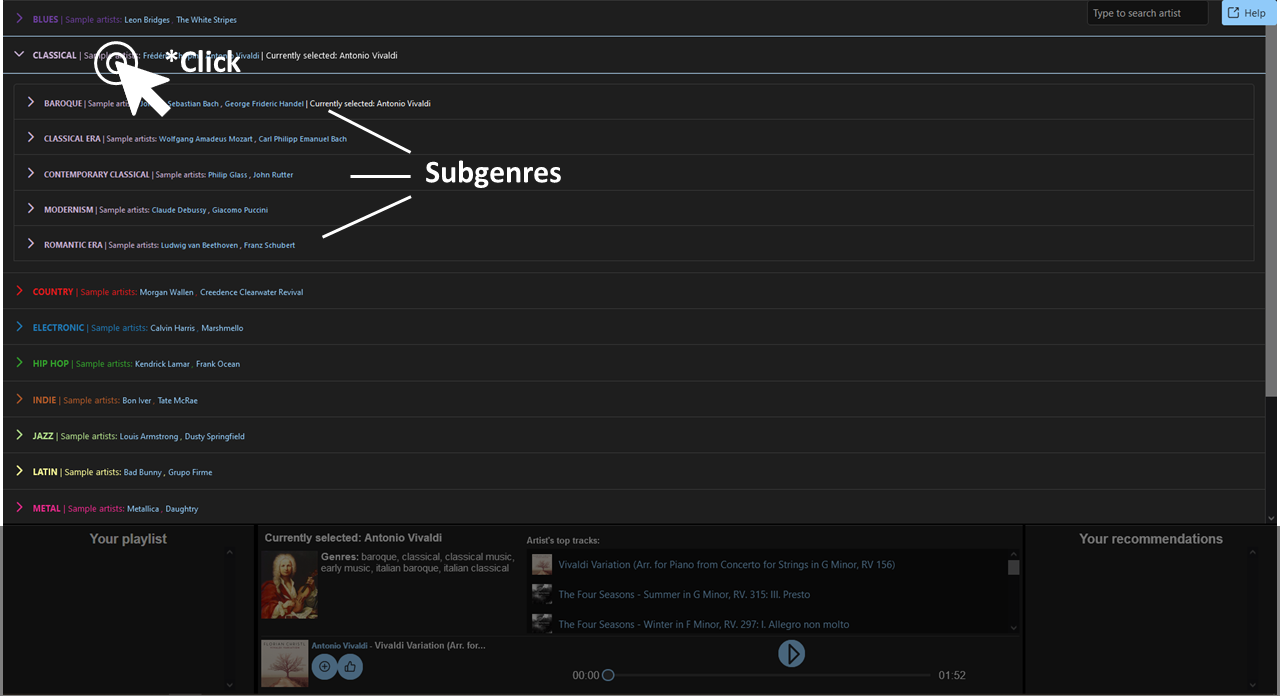 BLUES | Sample artists: Leon Bridges , The White Stripes
Type to search artist
Help
CLASSICAL | Sample artists: Frédéric Chopin , Antonio Vivaldi | Currently selected: Antonio Vivaldi
*Click
BAROQUE | Sample artists: Johann Sebastian Bach , George Frideric Handel | Currently selected: Antonio Vivaldi
CLASSICAL ERA | Sample artists: Wolfgang Amadeus Mozart , Carl Philipp Emanuel Bach
CONTEMPORARY CLASSICAL | Sample artists: Philip Glass , John Rutter
Subgenres
MODERNISM | Sample artists: Claude Debussy , Giacomo Puccini
ROMANTIC ERA | Sample artists: Ludwig van Beethoven , Franz Schubert
COUNTRY | Sample artists: Morgan Wallen , Creedence Clearwater Revival
ELECTRONIC | Sample artists: Calvin Harris , Marshmello
HIP HOP | Sample artists: Kendrick Lamar , Frank Ocean
INDIE | Sample artists: Bon Iver , Tate McRae
JAZZ | Sample artists: Louis Armstrong , Dusty Springfield
LATIN | Sample artists: Bad Bunny , Grupo Firme
METAL | Sample artists: Metallica , Daughtry
Your playlist
Currently selected: Antonio Vivaldi
Genres: baroque, classical, classical music,
early music, italian baroque, italian classical
Artist's top tracks:
Vivaldi Variation (Arr. for Piano from Concerto for Strings in G Minor, RV 156)
The Four Seasons - Summer in G Minor, RV. 315: III. Presto
The Four Seasons - Winter in F Minor, RV. 297: I. Allegro non molto
Your recommendations
Antonio Vivaldi - Vivaldi Variation (Arr. for...
00:00
01:52